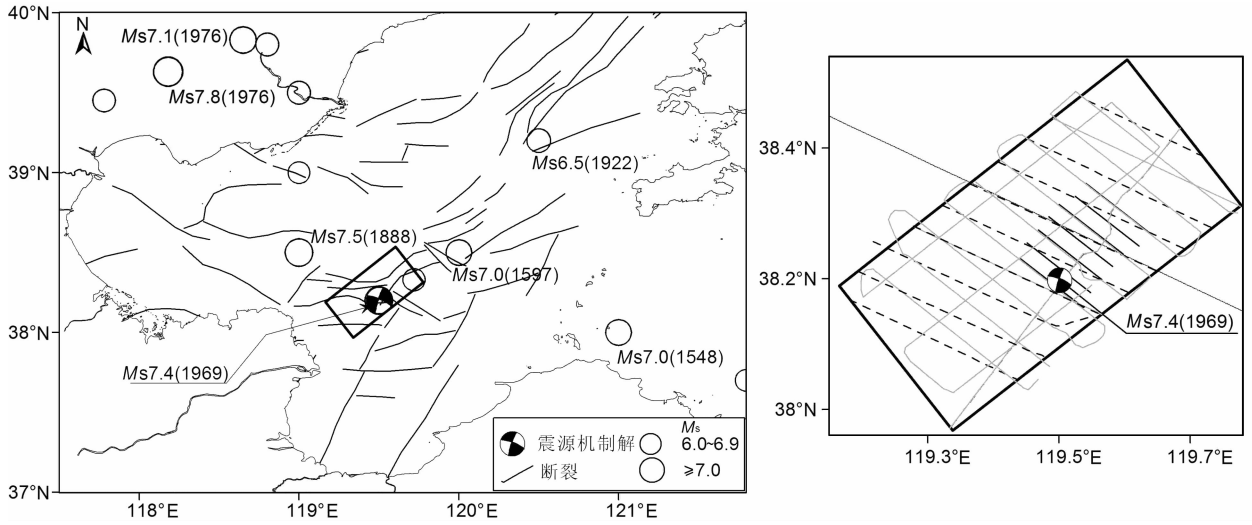 40°N
39°N
38°N
37°N
118°E
119°E
120°E
121°E
N
Ms7.1(1976)
Ms7.8(1976)
Ms6.5(1922)
Ms7.5(1888)
Ms7.0(1597)
Ms7.0(1548)
Ms7.4(1969)
Ms
震源机制解
6.0~6.9
断裂
≥7.0
38.4°N
38.2°N
38°N
Ms7.4(1969)
119.3°E
119.5°E
119.7°E